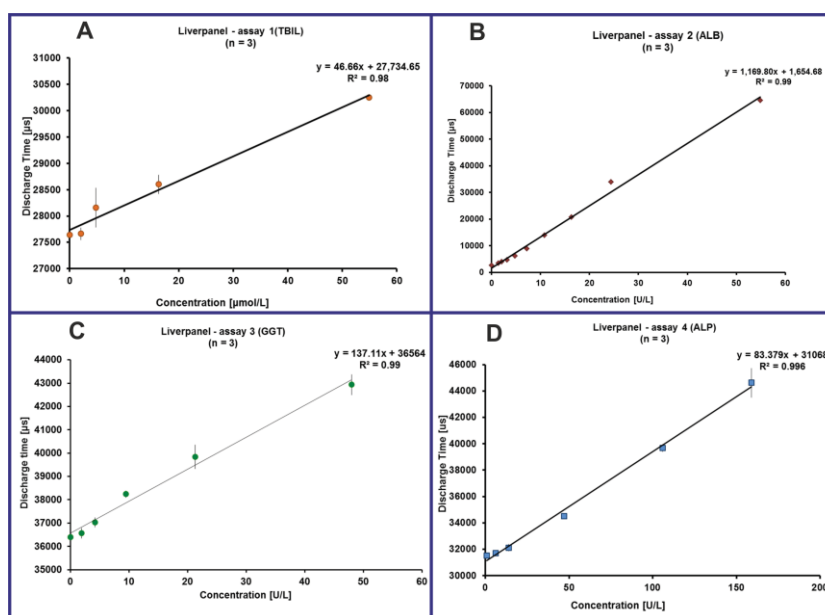 A
Liverpanel - assay 1(TBIL)
(n = 3)
y = 46.66x + 27,734.65
R² = 0.98
Discharge Time [µs]
31000
30500
30000
29500
29000
28500
28000
27500
27000
0 10 20 30 40 50 60
Concentration [µmol/L]
B
Liverpanel - assay 2 (ALB)
(n = 3)
y = 1,169.80x + 1,654.68
R² = 0.99
Discharge Time [µs]
70000
60000
50000
40000
30000
20000
10000
0
0 10 20 30 40 50 60
Concentration [U/L]
C
Liverpanel - assay 3 (GGT)
(n = 3)
y = 137.11x + 36564
R² = 0.99
Discharge time [µs]
44000
43000
42000
41000
40000
39000
38000
37000
36000
35000
0 10 20 30 40 50 60
Concentration [U/L]
D
Liverpanel - assay 4 (ALP)
(n = 3)
y = 83.379x + 31068
R² = 0.996
Discharge Time [µs]
46000
44000
42000
40000
38000
36000
34000
32000
30000
0 50 100 150 200
Concentration [U/L]